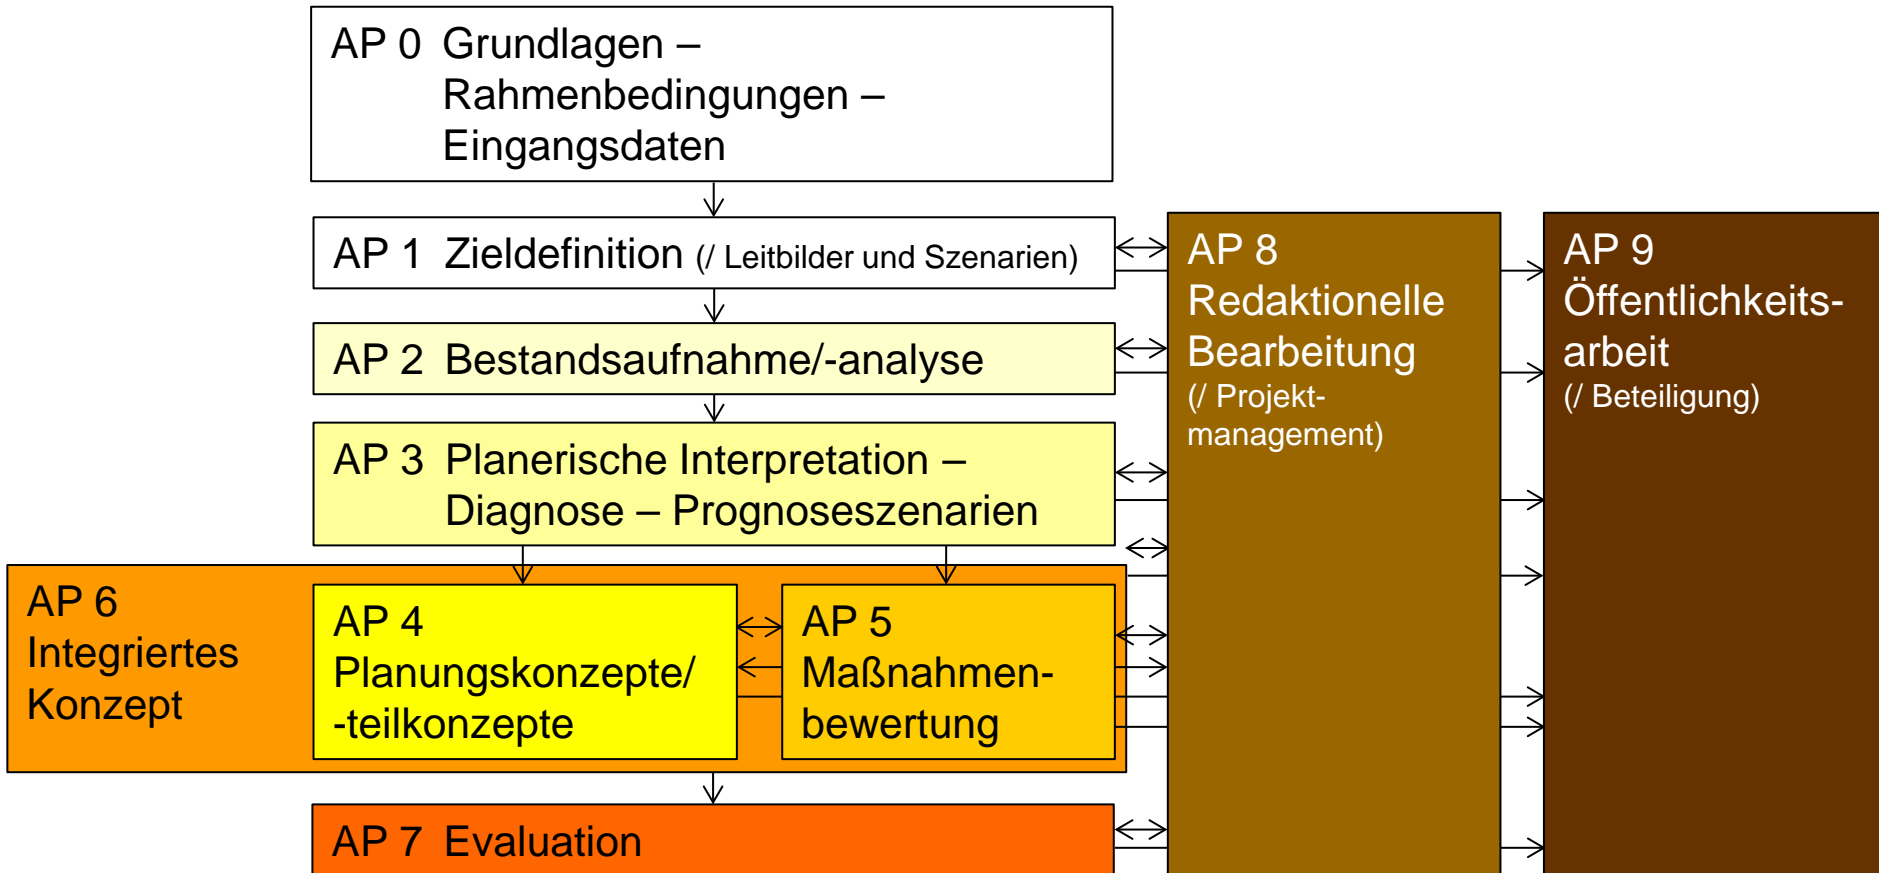 AP 0 Grundlagen –
Rahmenbedingungen –
Eingangsdaten
AP 1 Zieldefinition (/ Leitbilder und Szenarien)
AP 2 Bestandsaufnahme/-analyse
AP 3 Planerische Interpretation –
Diagnose – Prognoseszenarien
AP 6
Integriertes
Konzept
AP 4
Planungskonzepte/
-teilkonzepte
AP 5
Maßnahmen-
bewertung
AP 7 Evaluation
AP 8
Redaktionelle
Bearbeitung
(/ Projekt-
management)
AP 9
Öffentlichkeits-
arbeit
(/ Beteiligung)